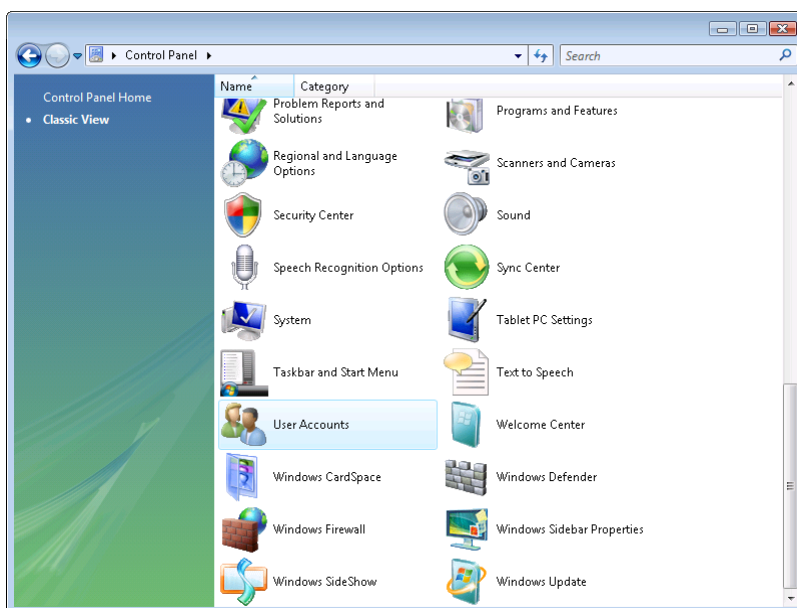 Control Panel
Search
Control Panel Home
Classic View
Name Category
Problem Reports and
Solutions
Programs and Features
Regional and Language
Options
Scanners and Cameras
Security Center
Sound
Speech Recognition Options
Sync Center
System
Tablet PC Settings
Taskbar and Start Menu
Text to Speech
User Accounts
Welcome Center
Windows CardSpace
Windows Defender
Windows Firewall
Windows Sidebar Properties
Windows SideShow
Windows Update